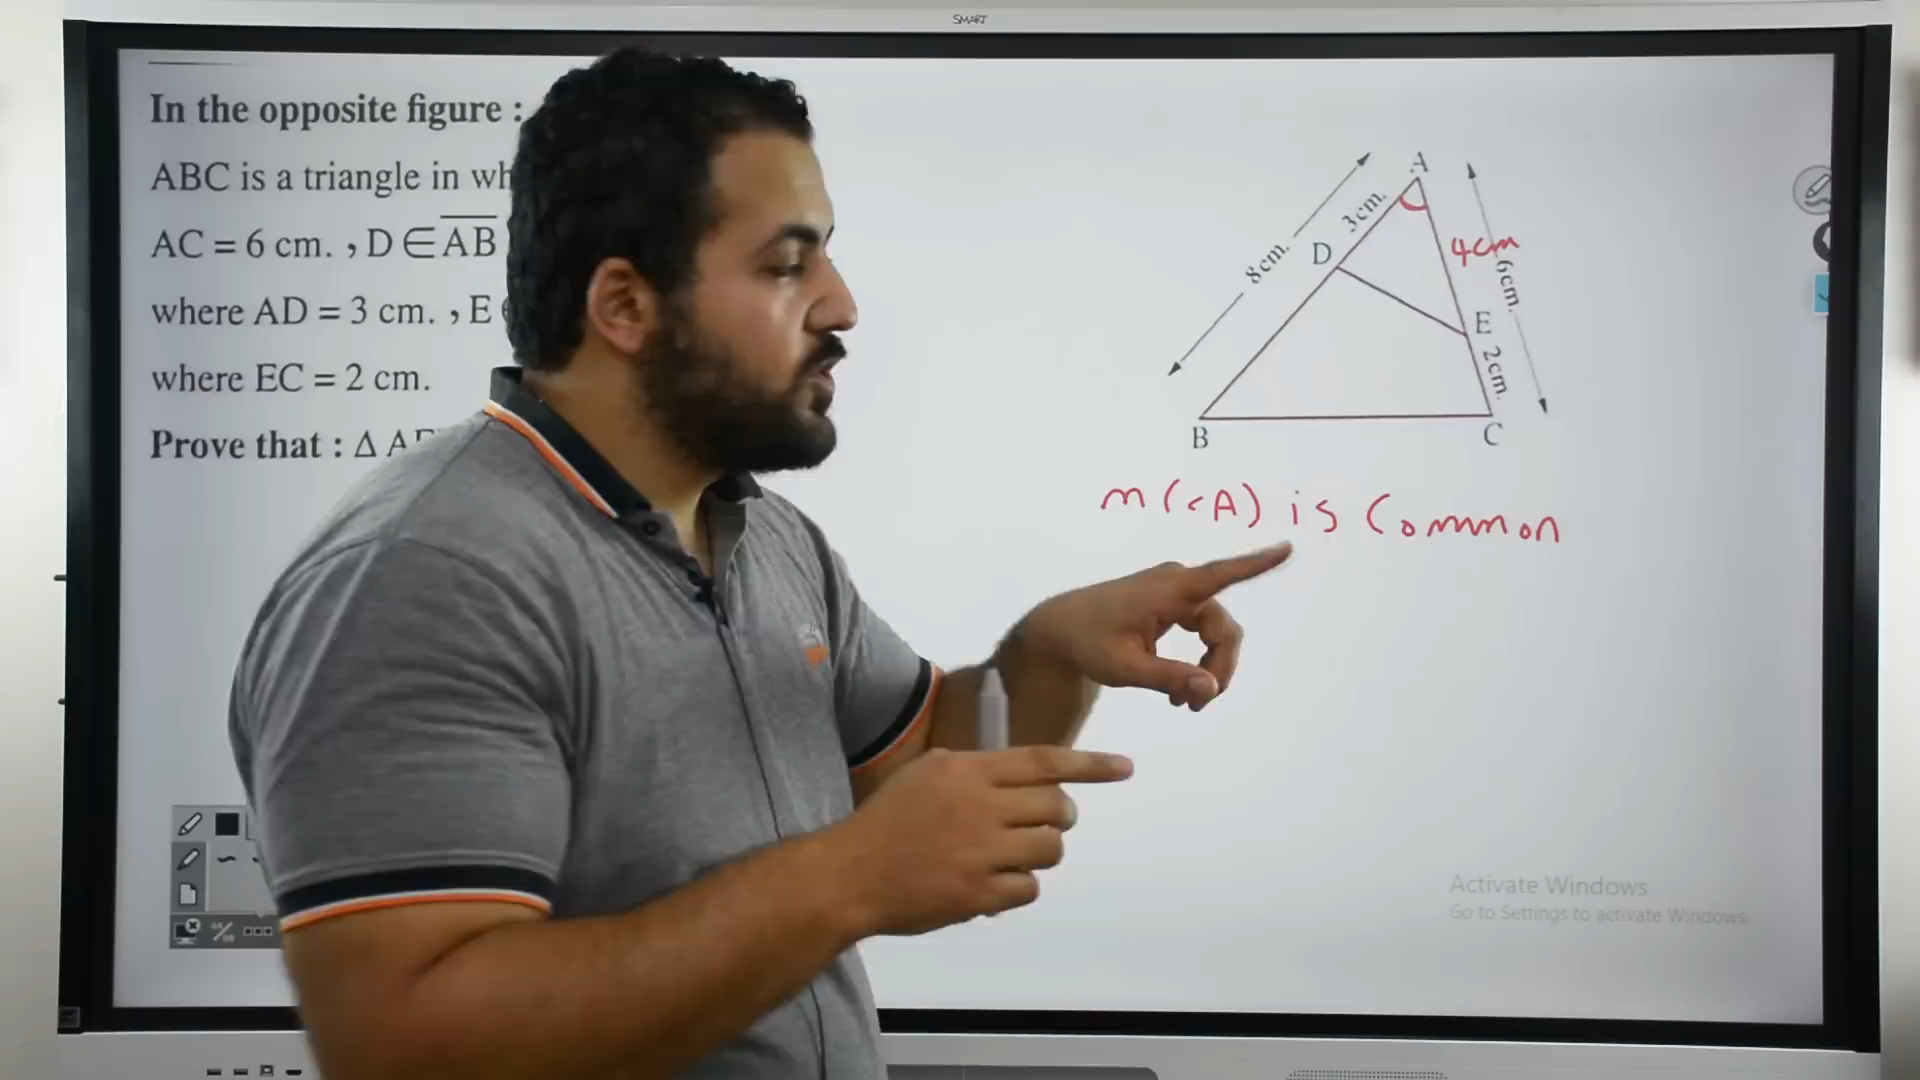 SMART
In the opposite figure :
ABC is a triangle in
AC = 6 cm. , D ∈ AB
where AD = 3 cm. , E
where EC = 2 cm.
Prove that : Δ
A
3cm.
8cm.
D
4cm
6cm.
E
2cm.
B
C
m(<A) is Common
Activate Windows
Go to Settings to activate Windows.